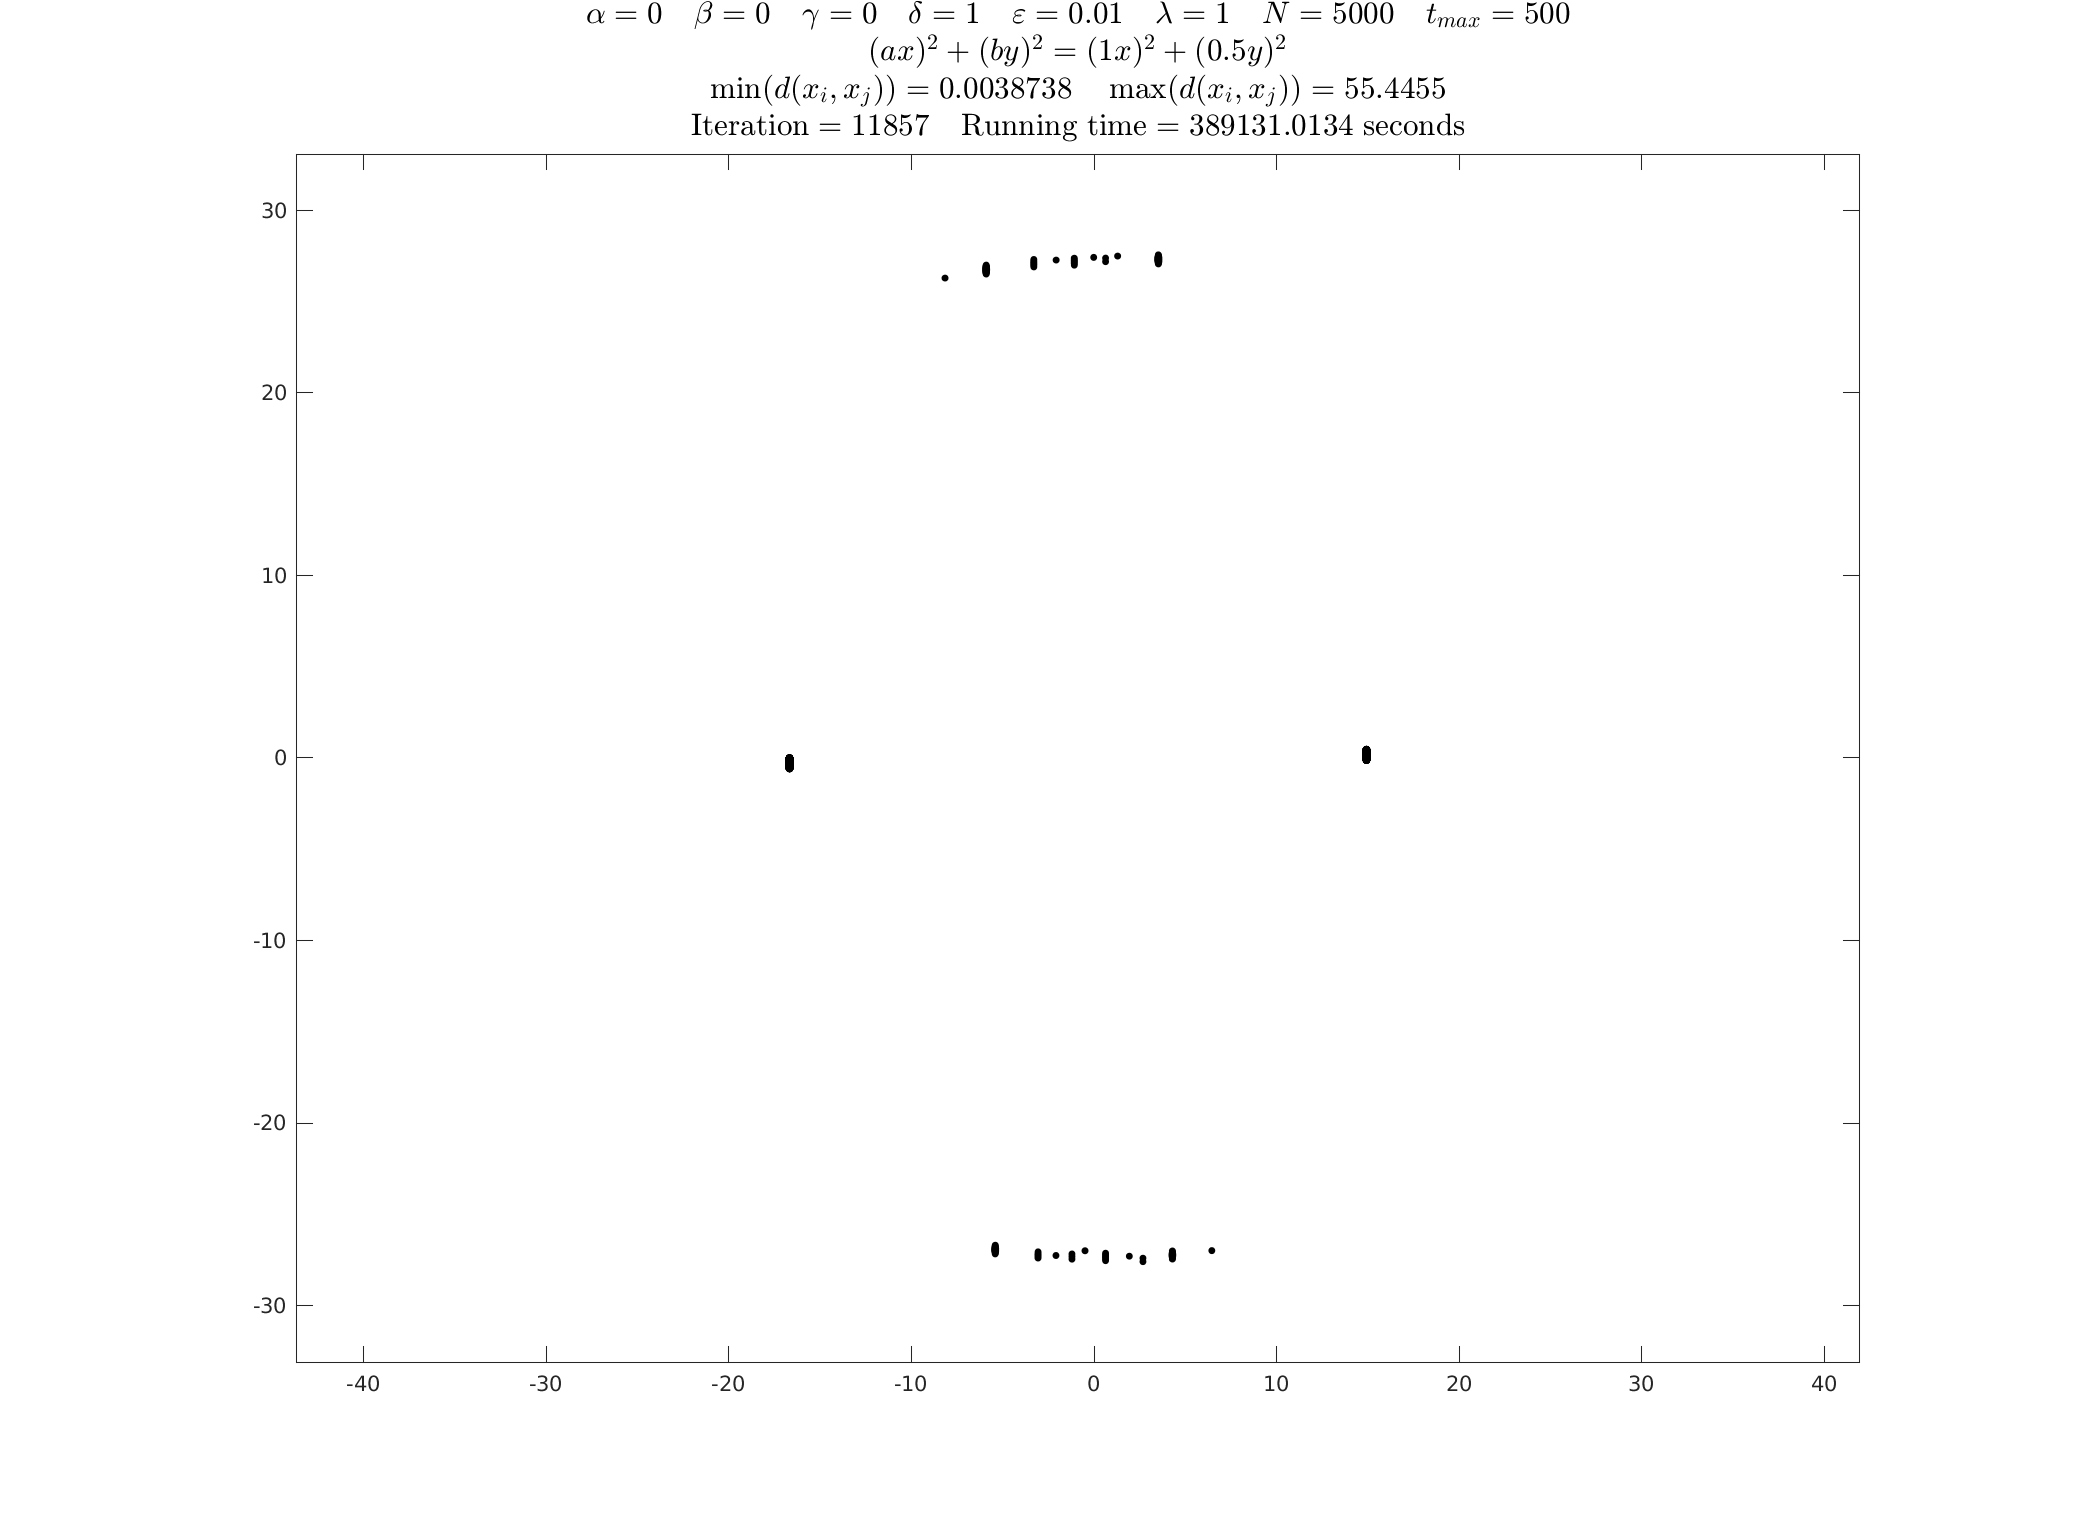 α = 0 β = 0 γ = 0 δ = 1 ε = 0.01 λ = 1 N = 5000 t_max = 500
(ax)² + (by)² = (1x)² + (0.5y)²
min(d(x_i, x_j)) = 0.0038738 max(d(x_i, x_j)) = 55.4455
Iteration = 11857 Running time = 389131.0134 seconds
30
20
10
0
-10
-20
-30
-40 -30 -20 -10 0 10 20 30 40